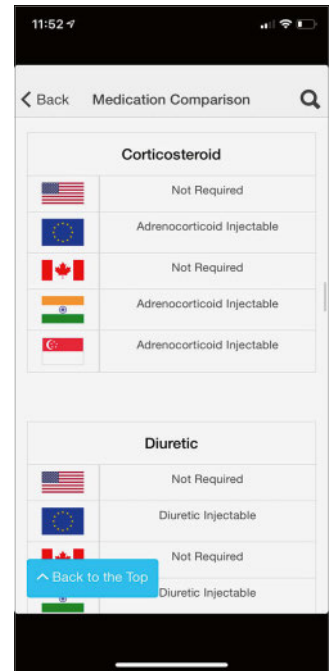 11:52
Back Medication Comparison
Corticosteroid
Not Required
Adrenocorticoid Injectable
Not Required
Adrenocorticoid Injectable
Adrenocorticoid Injectable
Diuretic
Not Required
Diuretic Injectable
Not Required
Back to the Top
Diuretic Injectable